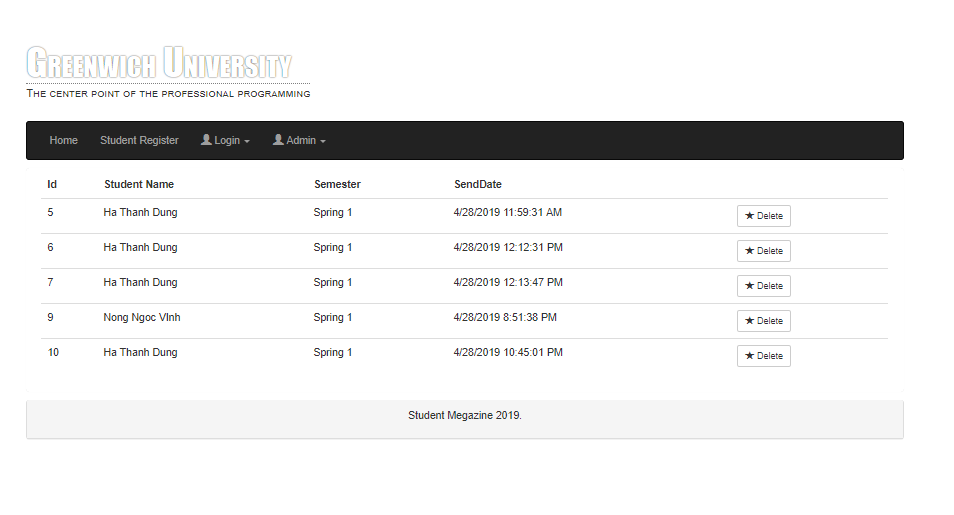 Greenwich University
The center point of the professional programming
Home Student Register Login Admin
Id Student Name Semester SendDate
5 Ha Thanh Dung Spring 1 4/28/2019 11:59:31 AM Delete
6 Ha Thanh Dung Spring 1 4/28/2019 12:12:31 PM Delete
7 Ha Thanh Dung Spring 1 4/28/2019 12:13:47 PM Delete
9 Nong Ngoc VInh Spring 1 4/28/2019 8:51:38 PM Delete
10 Ha Thanh Dung Spring 1 4/28/2019 10:45:01 PM Delete
Student Megazine 2019.